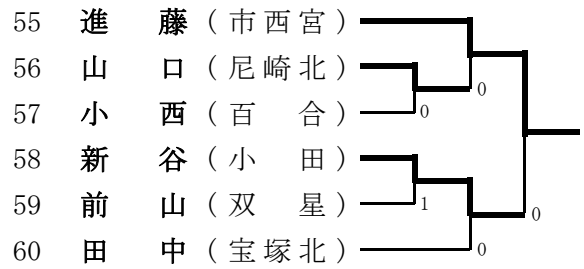 55 進 藤 (市西宮)
56 山 口 (尼崎北)
0
57 小 西 (百 合)
0
58 新 谷 (小 田)
59 前 山 (双 星)
1
0
60 田 中 (宝塚北)
0